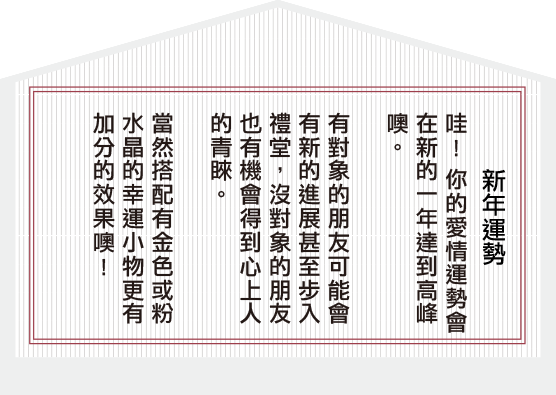 新年運勢
哇！你的愛情運勢會
在新的一年達到高峰
噢。
有對象的朋友可能會
有新的進展甚至步入
禮堂，沒對象的朋友
也有機會得到心上人
的青睞。
當然搭配有金色或粉
水晶的幸運小物更有
加分的效果噢！